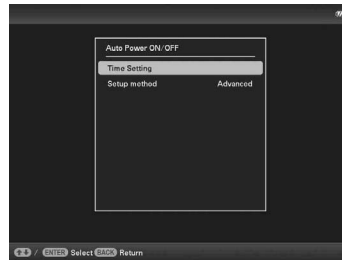 Auto Power ON/OFF
Time Setting
Setup method Advanced
/ ENTER Select BACK Return